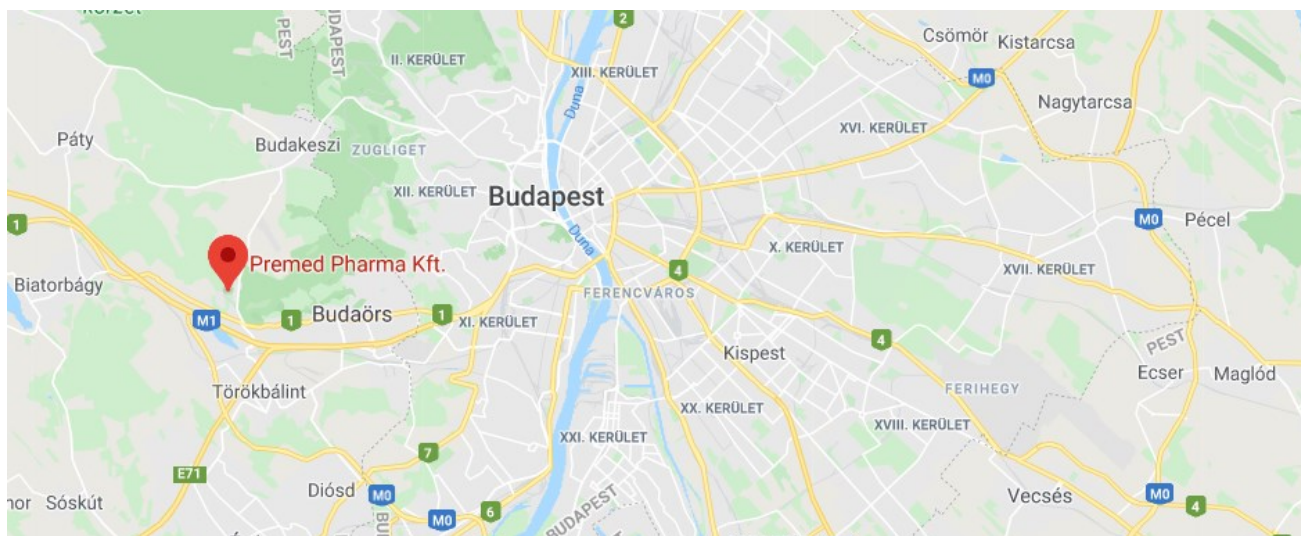 körzet
PEST
BUDAPEST
II. KERÜLET
2
Csömör
Kistarcsa
XIII. KERÜLET
M0
Duna
Nagytarcsa
Páty
Budakeszi
ZUGLIGET
XVI. KERÜLET
XII. KERÜLET
Budapest
1
M0
Pécel
Duna
X. KERÜLET
Premed Pharma Kft.
4
XVII. KERÜLET
Biatorbágy
FERENCVÁROS
M1
1
Budaörs
1
XI. KERÜLET
4
PEST
Kispest
Ecser
Maglód
Törökbálint
FERIHEGY
XX. KERÜLET
XVIII. KERÜLET
XXI. KERÜLET
7
E71
Diósd
M0
Sóskút
Vecsés
M0
4
6
M0
BUDAPEST
BU